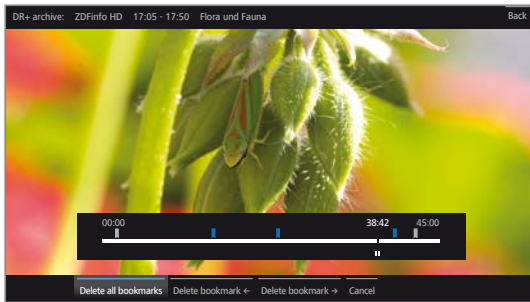 DR+ archive: ZDFinfo HD 17:05 - 17:50 Flora und Fauna Back
00:00 38:42 45:00
Delete all bookmarks Delete bookmark ← Delete bookmark → Cancel